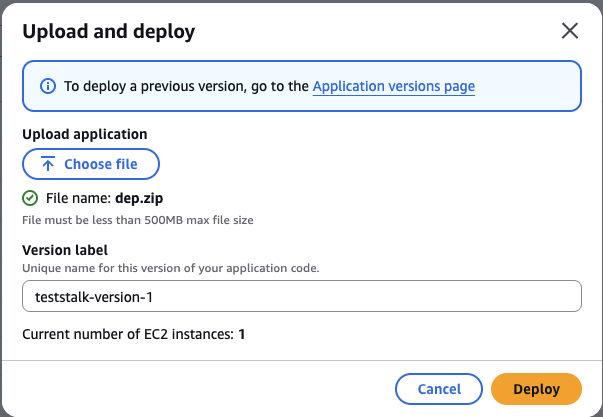 Upload and deploy
To deploy a previous version, go to the Application versions page
Upload application
Choose file
File name: dep.zip
File must be less than 500MB max file size
Version label
Unique name for this version of your application code.
teststalk-version-1
Current number of EC2 instances: 1
Cancel
Deploy